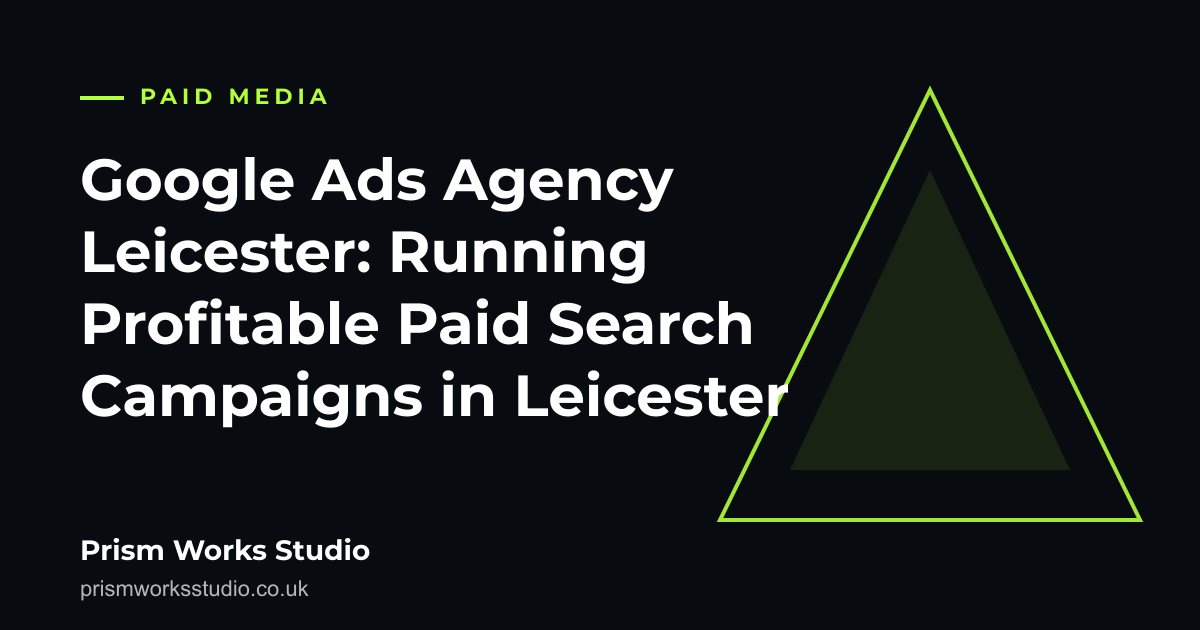 PAID MEDIA
Google Ads Agency
Leicester: Running
Profitable Paid Search
Campaigns in Leicester
Prism Works Studio
prismworksstudio.co.uk